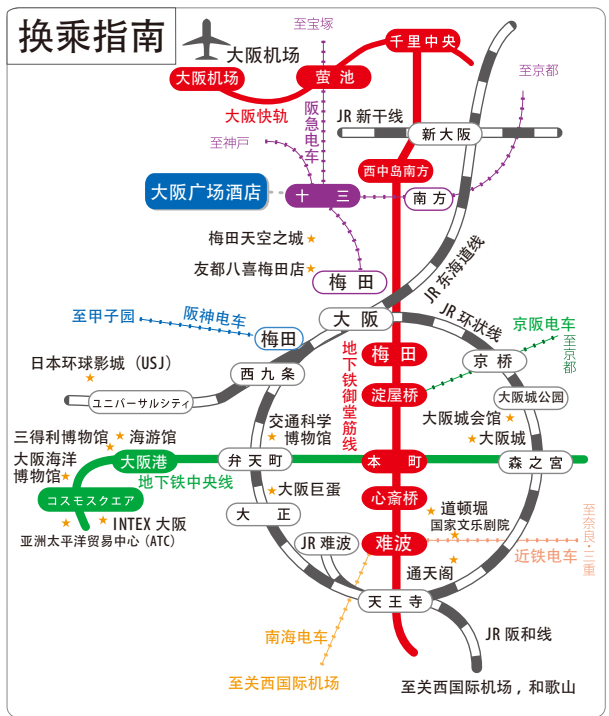 换乘指南
至宝塚
大阪机场
千里中央
大阪机场
萤池
至京都
大阪快轨
阪急电车
JR 新干线
新大阪
至神戸
西中岛南方
大阪广场酒店
十三
南方
梅田天空之城
友都八喜梅田店
梅田
JR 东海道线
大阪
JR 环状线
至甲子园
阪神电车
梅田
京阪电车
至京都
地下铁御堂筋线
梅田
京桥
日本环球影城（USJ）
西九条
淀屋桥
大阪城公园
ユニバーサルシティ
交通科学
博物馆
大阪城会馆
大阪城
三得利博物馆
海游馆
大阪海洋
博物馆
大阪港
弁天町
本町
森之宫
地下铁中央线
コスモスクエア
大阪巨蛋
心斋桥
道顿堀
国家文乐剧院
大正
INTEX 大阪
亚洲太平洋贸易中心（ATC）
JR 难波
难波
近铁电车
至奈良·三重
通天阁
天王寺
南海电车
JR 阪和线
至关西国际机场
至关西国际机场，和歌山